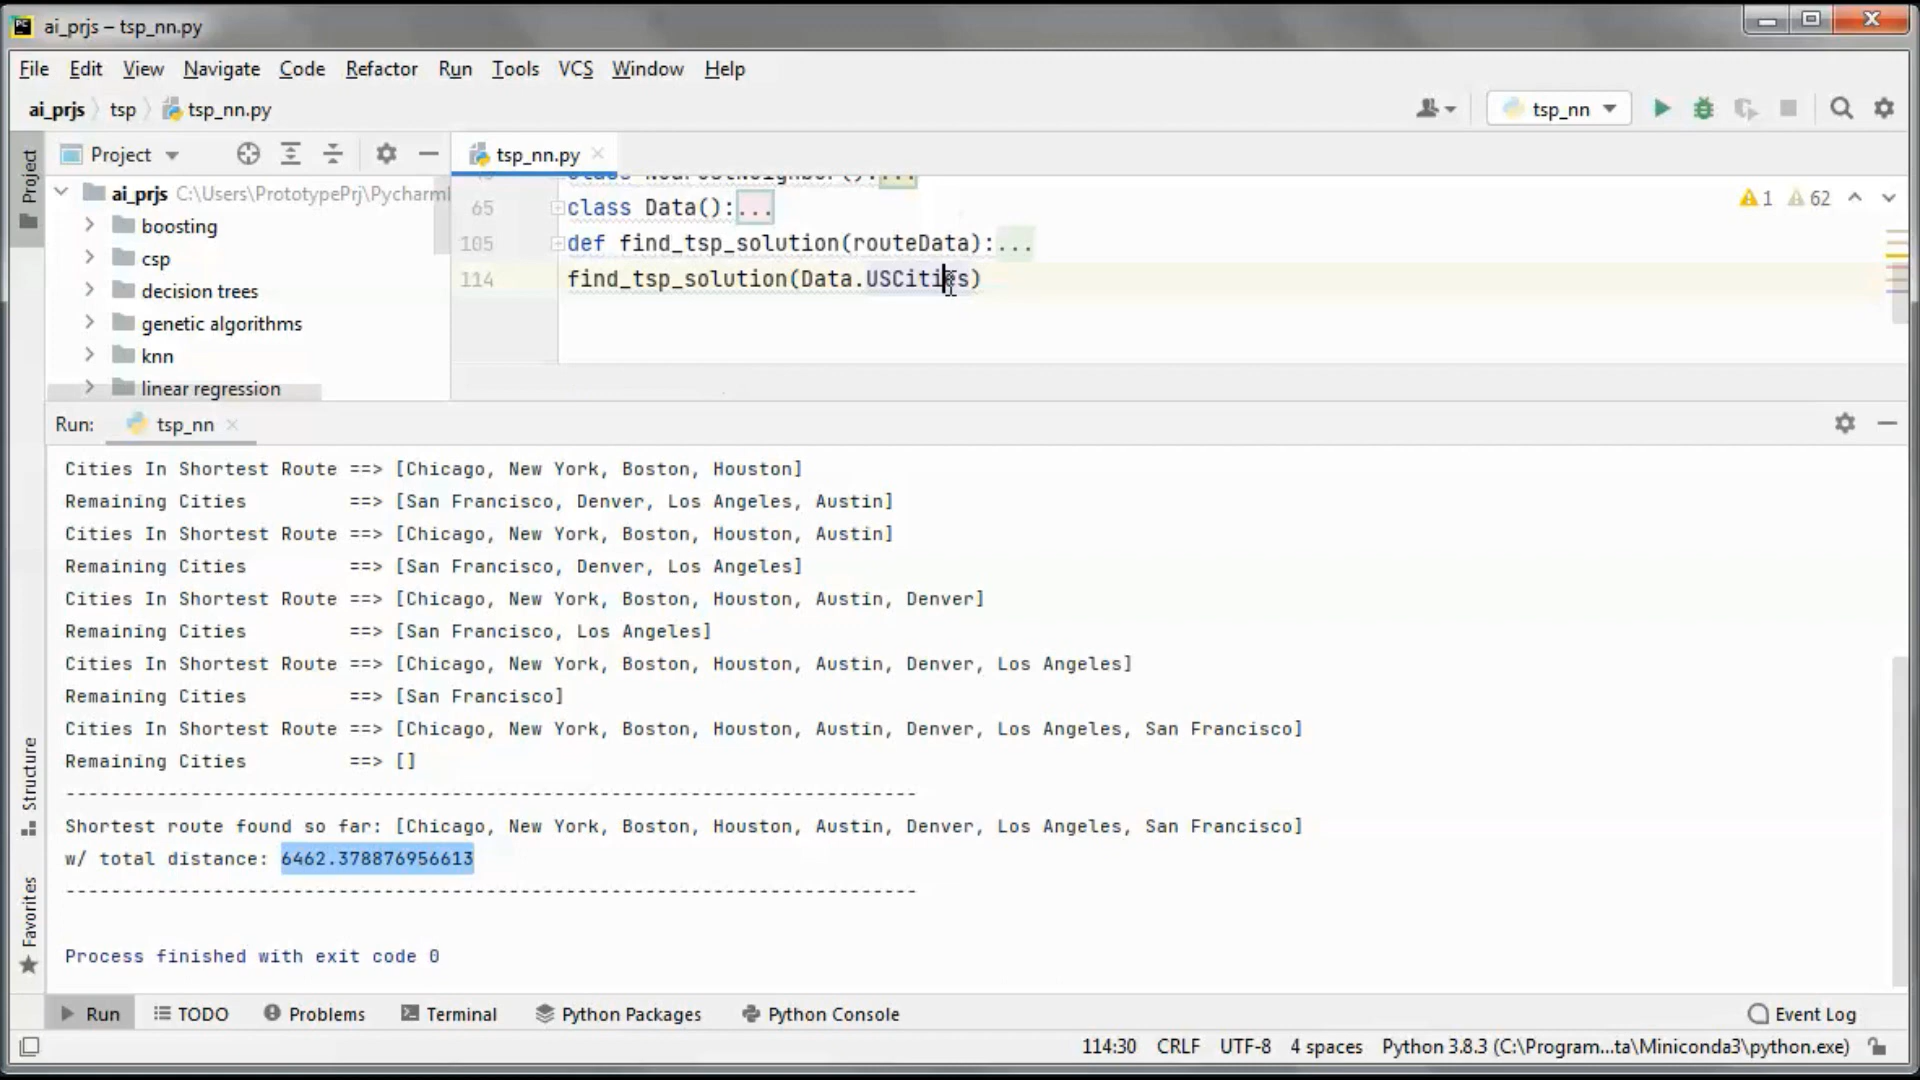 ai_prjs – tsp_nn.py
File Edit View Navigate Code Refactor Run Tools VCS Window Help
ai_prjs tsp tsp_nn.py
tsp_nn
Project
Project
tsp_nn.py
ai_prjs C:\Users\PrototypePrj\Pycharm
boosting
csp
decision trees
genetic algorithms
knn
linear regression
class NearestNeighbor():...
65 class Data():...
105 def find_tsp_solution(routeData):...
114 find_tsp_solution(Data.USCities)
1 62
Run: tsp_nn
Cities In Shortest Route ==> [Chicago, New York, Boston, Houston]
Remaining Cities ==> [San Francisco, Denver, Los Angeles, Austin]
Cities In Shortest Route ==> [Chicago, New York, Boston, Houston, Austin]
Remaining Cities ==> [San Francisco, Denver, Los Angeles]
Cities In Shortest Route ==> [Chicago, New York, Boston, Houston, Austin, Denver]
Remaining Cities ==> [San Francisco, Los Angeles]
Cities In Shortest Route ==> [Chicago, New York, Boston, Houston, Austin, Denver, Los Angeles]
Remaining Cities ==> [San Francisco]
Cities In Shortest Route ==> [Chicago, New York, Boston, Houston, Austin, Denver, Los Angeles, San Francisco]
Remaining Cities ==> []
---------------------------------------------------------------------------
Shortest route found so far: [Chicago, New York, Boston, Houston, Austin, Denver, Los Angeles, San Francisco]
w/ total distance: 6462.378876956613
---------------------------------------------------------------------------
Process finished with exit code 0
Structure
Favorites
Run TODO Problems Terminal Python Packages Python Console Event Log
114:30 CRLF UTF-8 4 spaces Python 3.8.3 (C:\Program...ta\Miniconda3\python.exe)